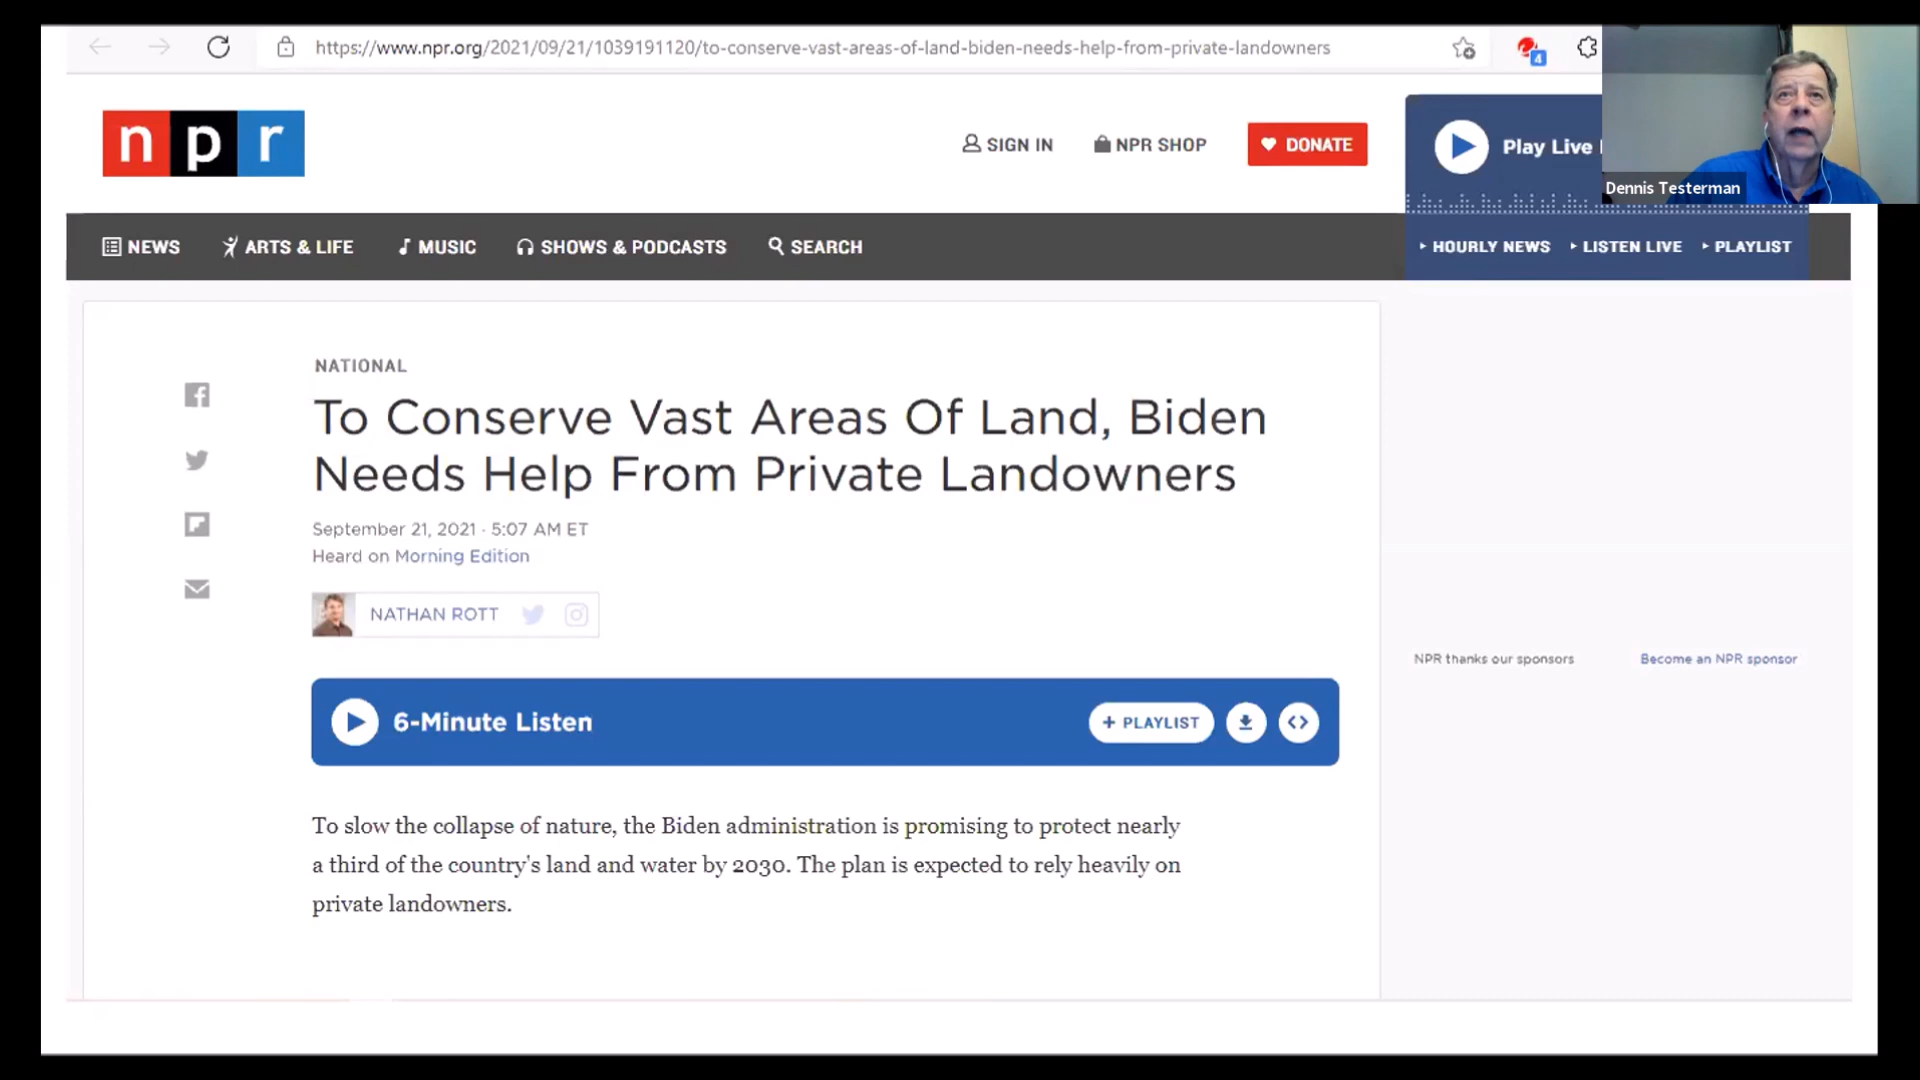 https://www.npr.org/2021/09/21/1039191120/to-conserve-vast-areas-of-land-biden-needs-help-from-private-landowners
4
npr
SIGN IN
NPR SHOP
DONATE
Play Live
Dennis Testerman
NEWS
ARTS & LIFE
MUSIC
SHOWS & PODCASTS
SEARCH
HOURLY NEWS
LISTEN LIVE
PLAYLIST
NATIONAL
To Conserve Vast Areas Of Land, Biden
Needs Help From Private Landowners
September 21, 2021 · 5:07 AM ET
Heard on Morning Edition
NATHAN ROTT
NPR thanks our sponsors
Become an NPR sponsor
6-Minute Listen
+ PLAYLIST
To slow the collapse of nature, the Biden administration is promising to protect nearly
a third of the country's land and water by 2030. The plan is expected to rely heavily on
private landowners.